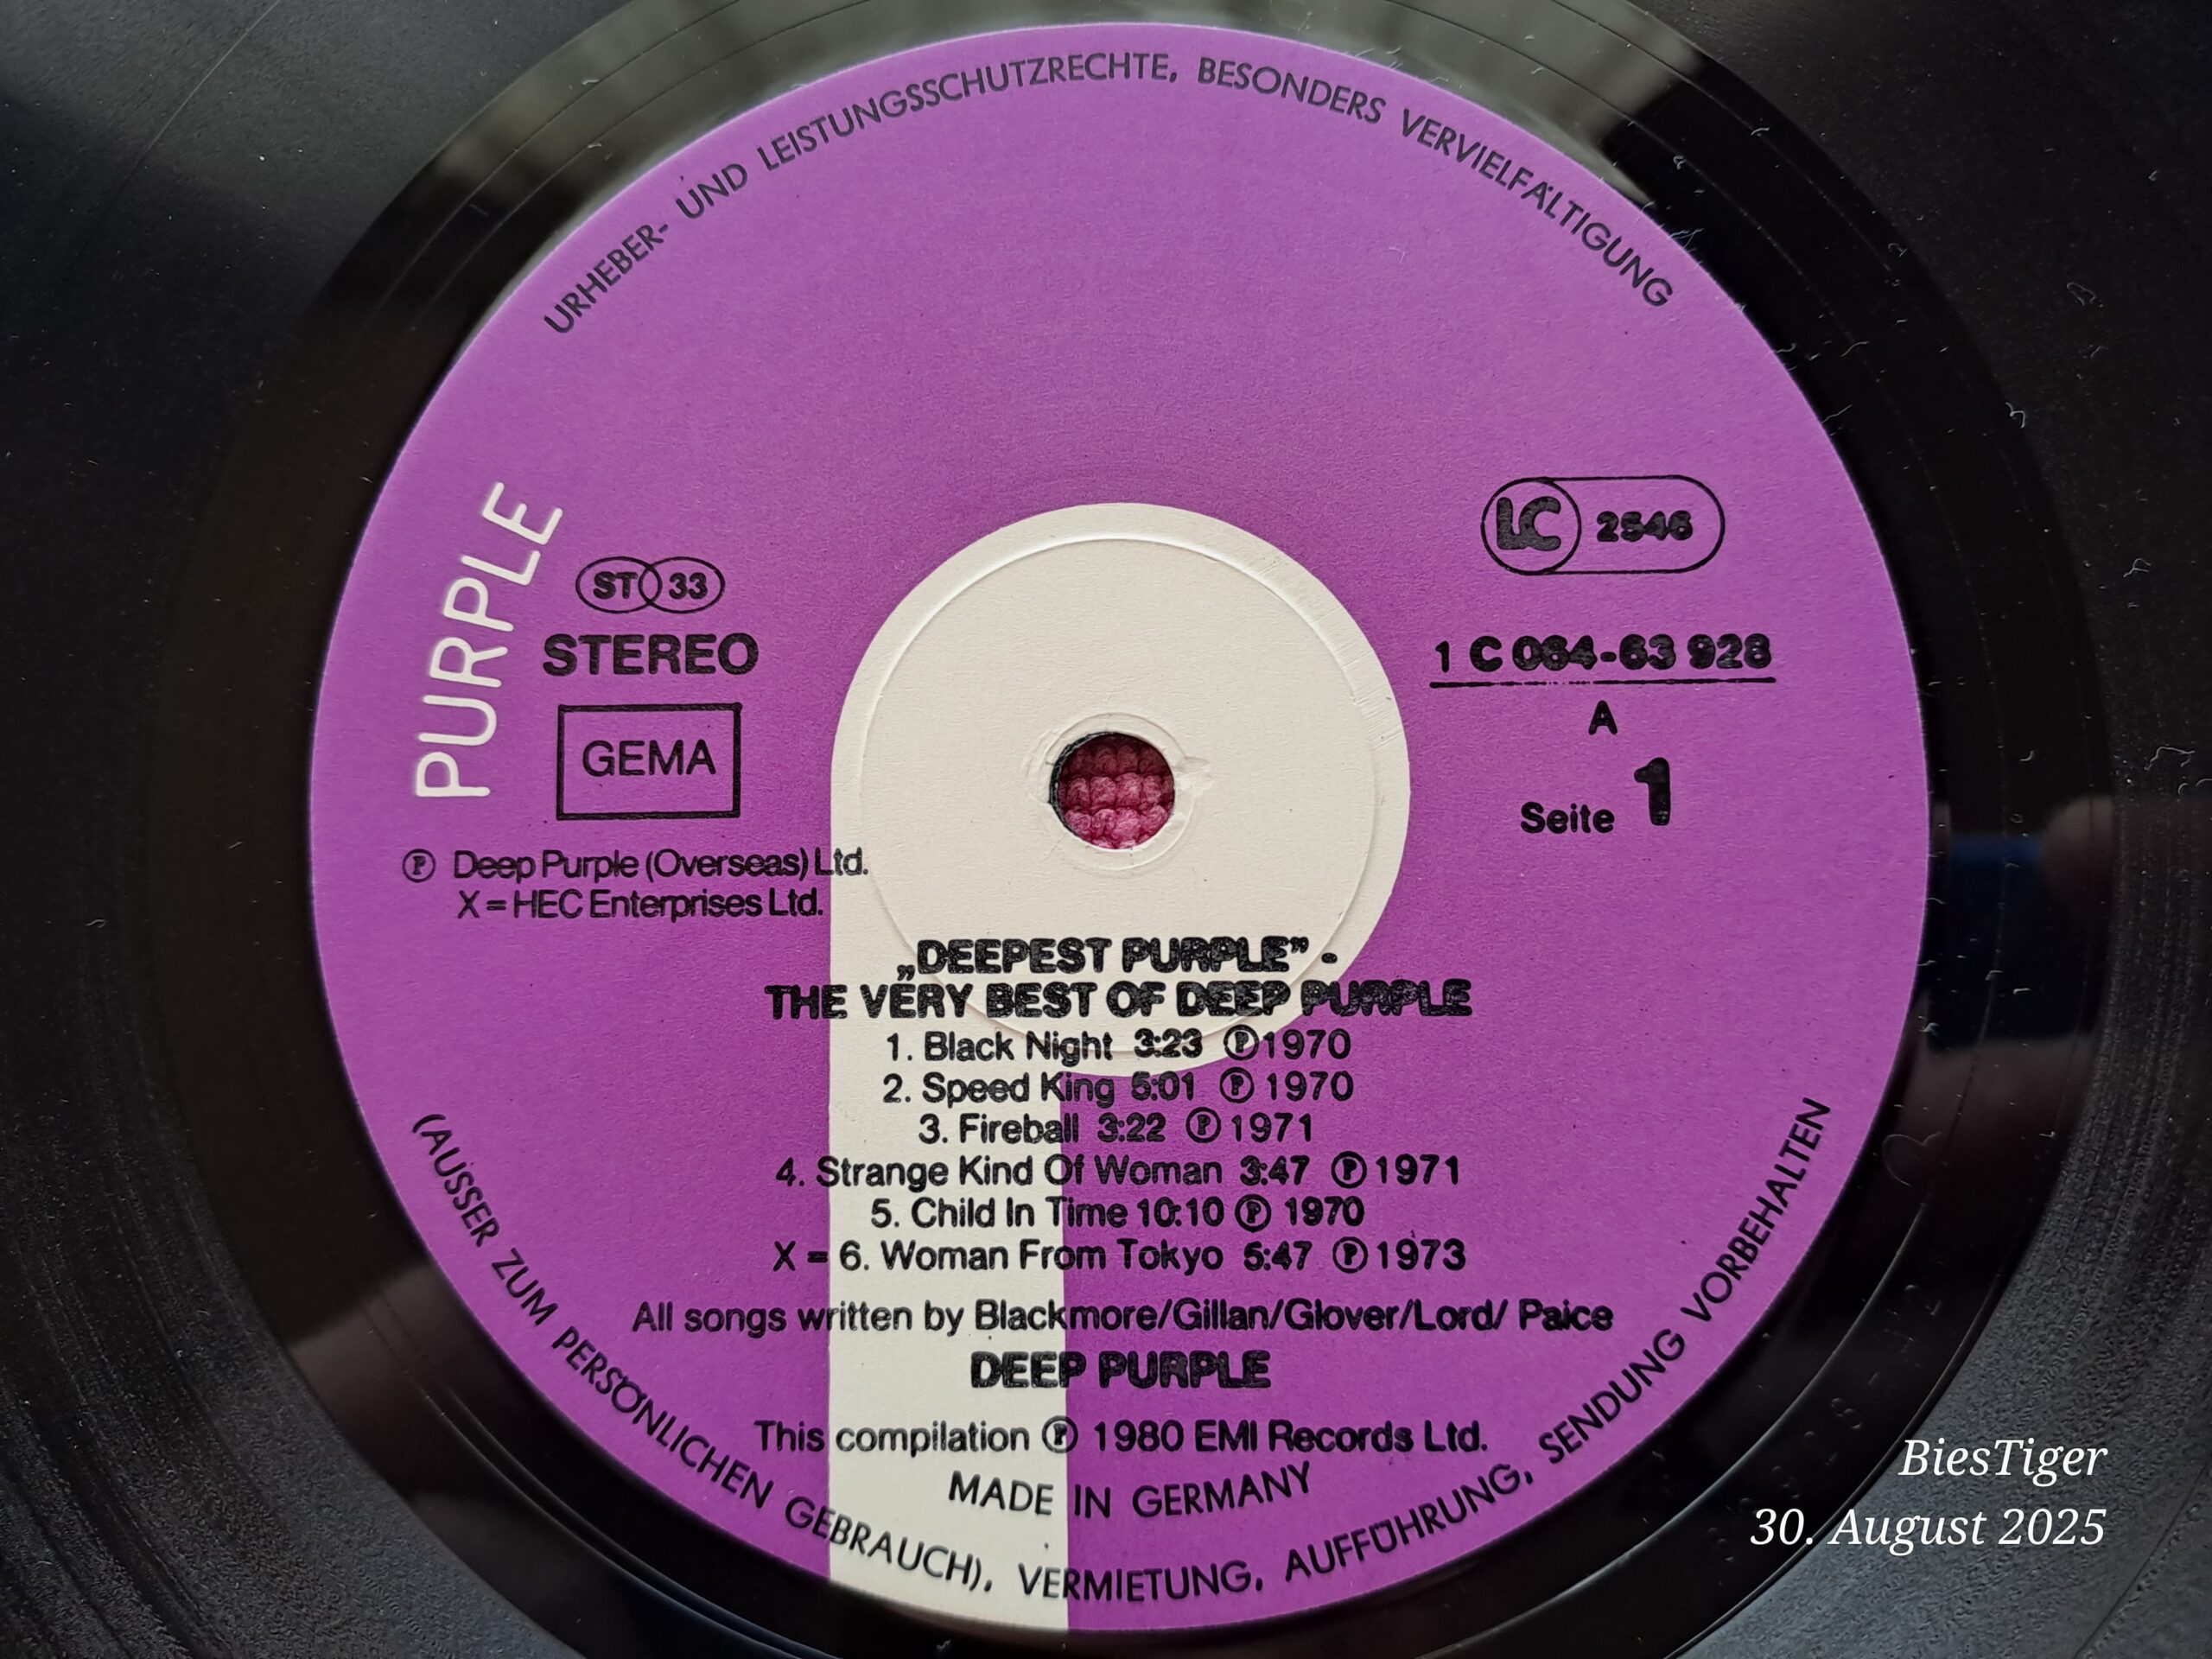 URHEBER- UND LEISTUNGSSCHUTZRECHTE, BESONDERS VERVIELFÄLTIGUNG
PURPLE
ST 33
STEREO
GEMA
Ⓟ Deep Purple (Overseas) Ltd.
X = HEC Enterprises Ltd.
LC 2546
1 C 064-63 928
A
Seite 1
„DEEPEST PURPLE” -
THE VERY BEST OF DEEP PURPLE
1. Black Night 3:23 Ⓟ1970
2. Speed King 5:01 Ⓟ 1970
3. Fireball 3:22 Ⓟ1971
4. Strange Kind Of Woman 3:47 Ⓟ1971
5. Child In Time 10:10 Ⓟ 1970
X = 6. Woman From Tokyo 5:47 Ⓟ1973
All songs written by Blackmore/Gillan/Glover/Lord/ Paice
DEEP PURPLE
This compilation Ⓟ 1980 EMI Records Ltd.
MADE IN GERMANY
(AUSSER ZUM PERSÖNLICHEN GEBRAUCH), VERMIETUNG, AUFFÜHRUNG, SENDUNG VORBEHALTEN
BiesTiger
30. August 2025